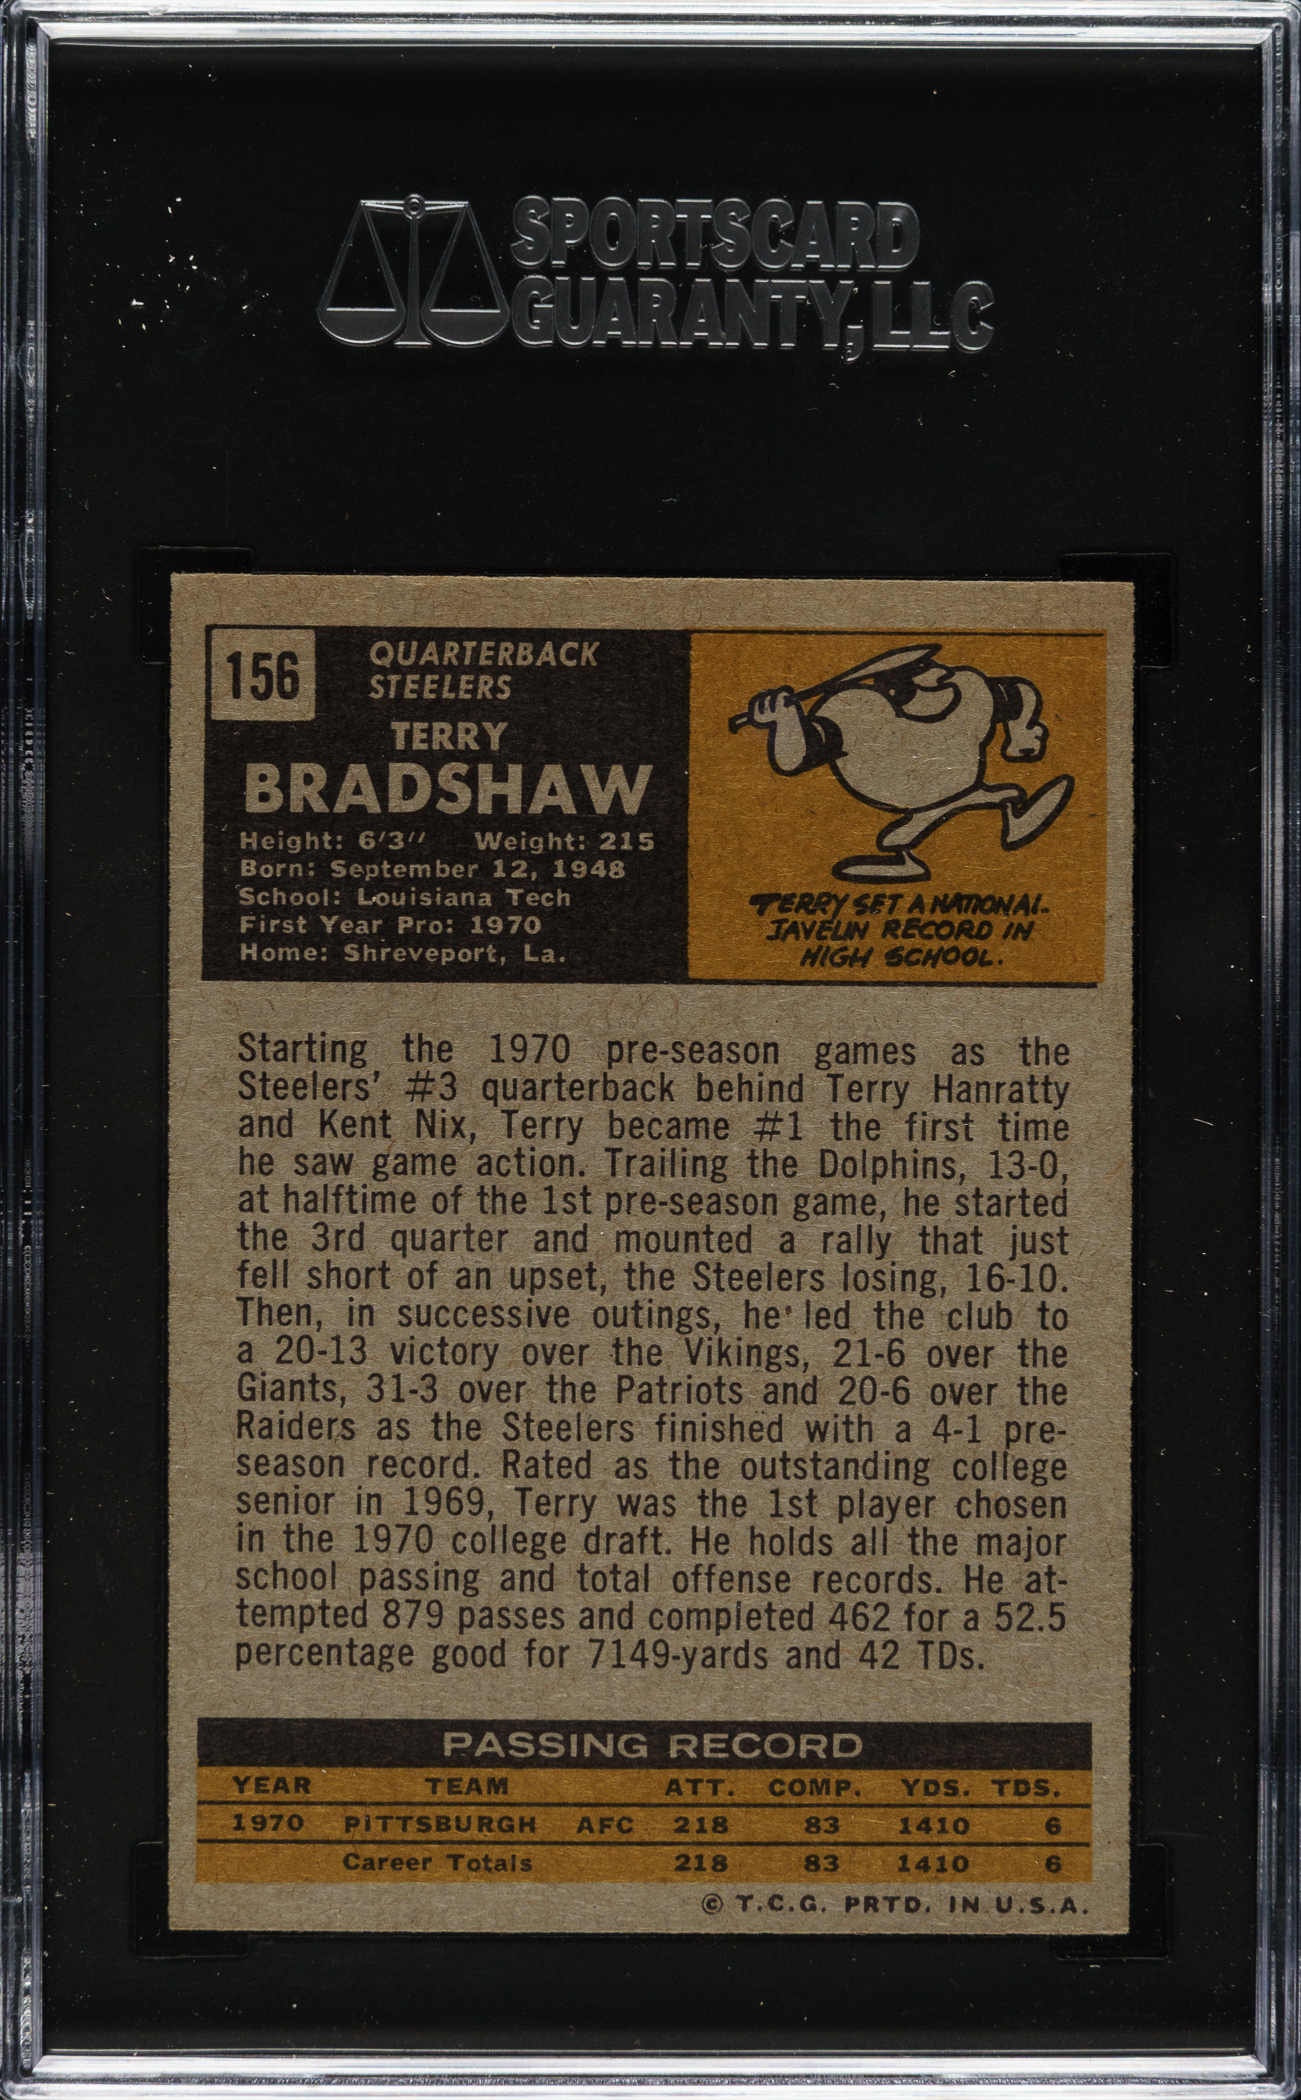 SPORTSCARD
GUARANTY, LLC
156
QUARTERBACK
STEELERS
TERRY
BRADSHAW
Height: 6'3" Weight: 215
Born: September 12, 1948
School: Louisiana Tech
First Year Pro: 1970
Home: Shreveport, La.
TERRY SET A NATIONAL
JAVELIN RECORD IN
HIGH SCHOOL.
Starting the 1970 pre-season games as the
Steelers' #3 quarterback behind Terry Hanratty
and Kent Nix, Terry became #1 the first time
he saw game action. Trailing the Dolphins, 13-0,
at halftime of the 1st pre-season game, he started
the 3rd quarter and mounted a rally that just
fell short of an upset, the Steelers losing, 16-10.
Then, in successive outings, he led the club to
a 20-13 victory over the Vikings, 21-6 over the
Giants, 31-3 over the Patriots and 20-6 over the
Raiders as the Steelers finished with a 4-1 pre-
season record. Rated as the outstanding college
senior in 1969, Terry was the 1st player chosen
in the 1970 college draft. He holds all the major
school passing and total offense records. He at-
tempted 879 passes and completed 462 for a 52.5
percentage good for 7149-yards and 42 TDs.
PASSING RECORD
YEAR TEAM ATT. COMP. YDS. TDS.
1970 PITTSBURGH AFC 218 83 1410 6
Career Totals 218 83 1410 6
© T.C.G. PRTD. IN U.S.A.